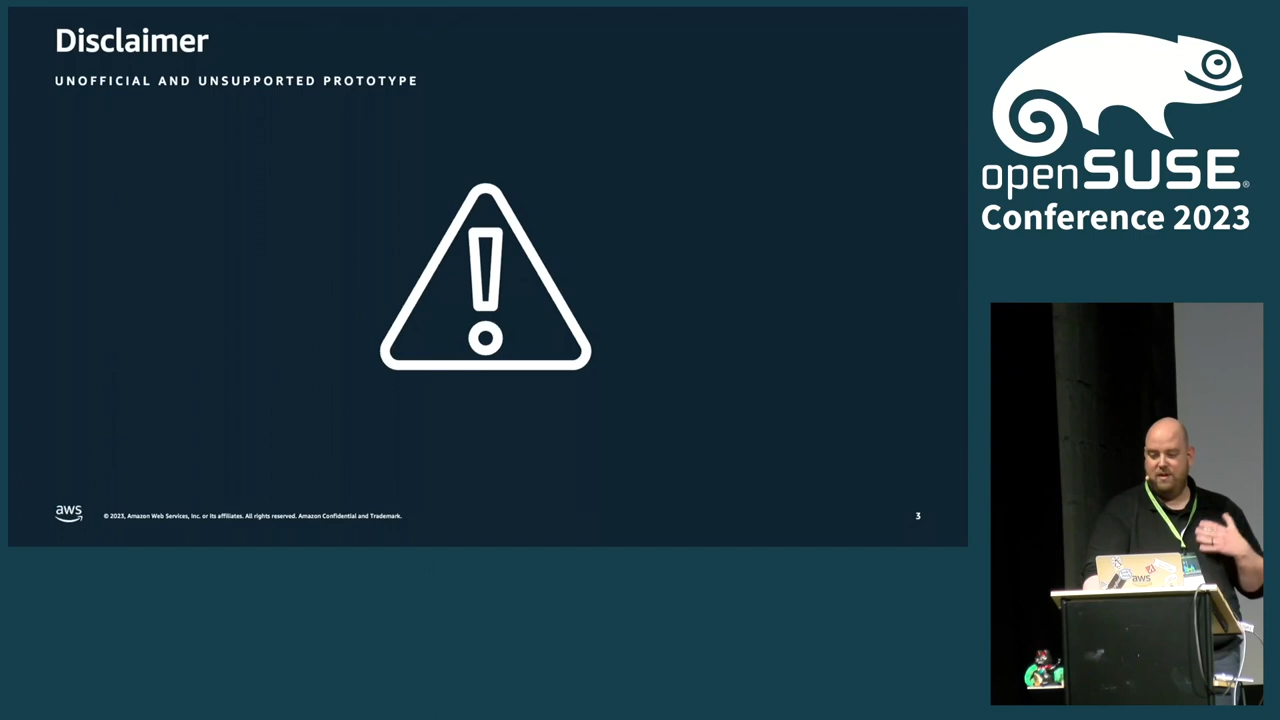 Disclaimer
UNOFFICIAL AND UNSUPPORTED PROTOTYPE
aws
© 2023, Amazon Web Services, Inc. or its affiliates. All rights reserved. Amazon Confidential and Trademark.
3
openSUSE®
Conference 2023
aws